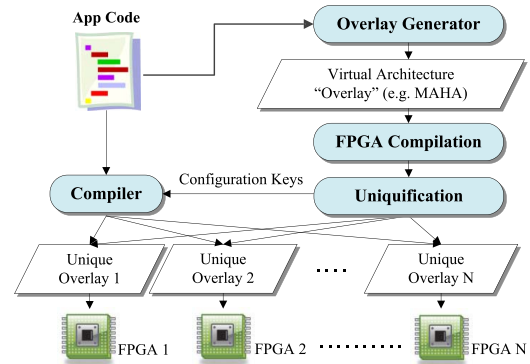 App Code
Overlay Generator
Virtual Architecture
“Overlay” (e.g. MAHA)
FPGA Compilation
Configuration Keys
Compiler
Uniquification
Unique
Overlay 1
Unique
Overlay 2
Unique
Overlay N
FPGA 1
FPGA 2
FPGA N